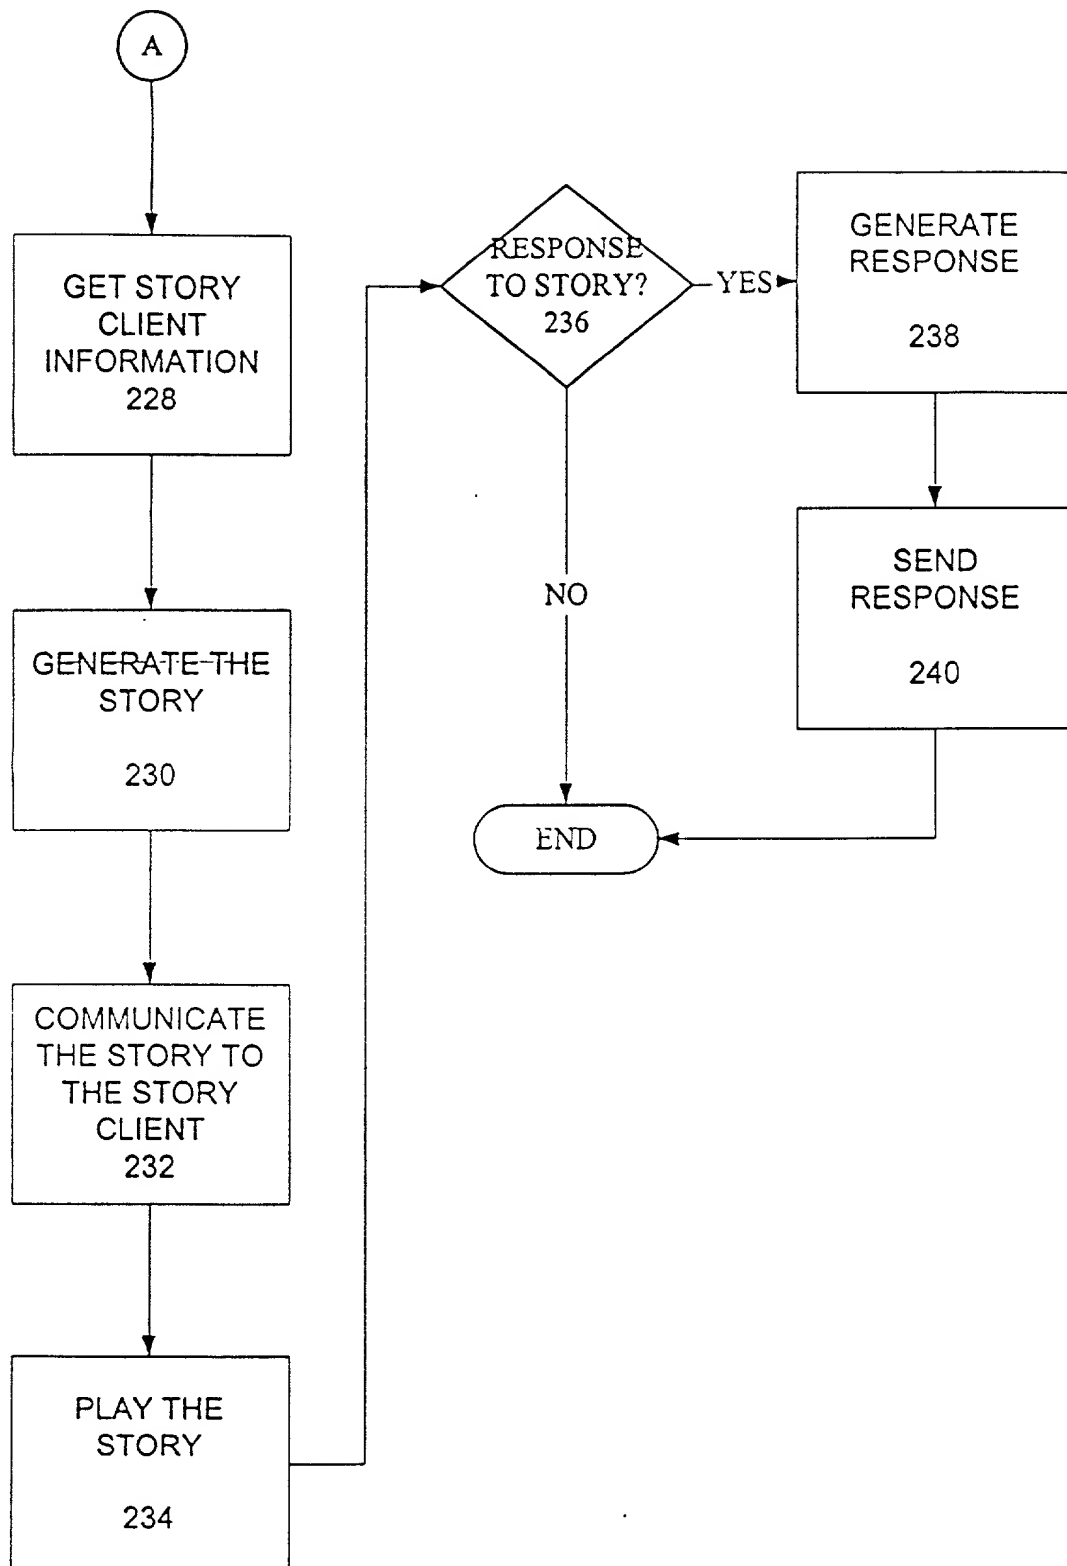 A
GET STORY
CLIENT
INFORMATION
228
GENERATE THE
STORY
230
COMMUNICATE
THE STORY TO
THE STORY
CLIENT
232
PLAY THE
STORY
234
RESPONSE
TO STORY?
236
YES
NO
GENERATE
RESPONSE
238
SEND
RESPONSE
240
END